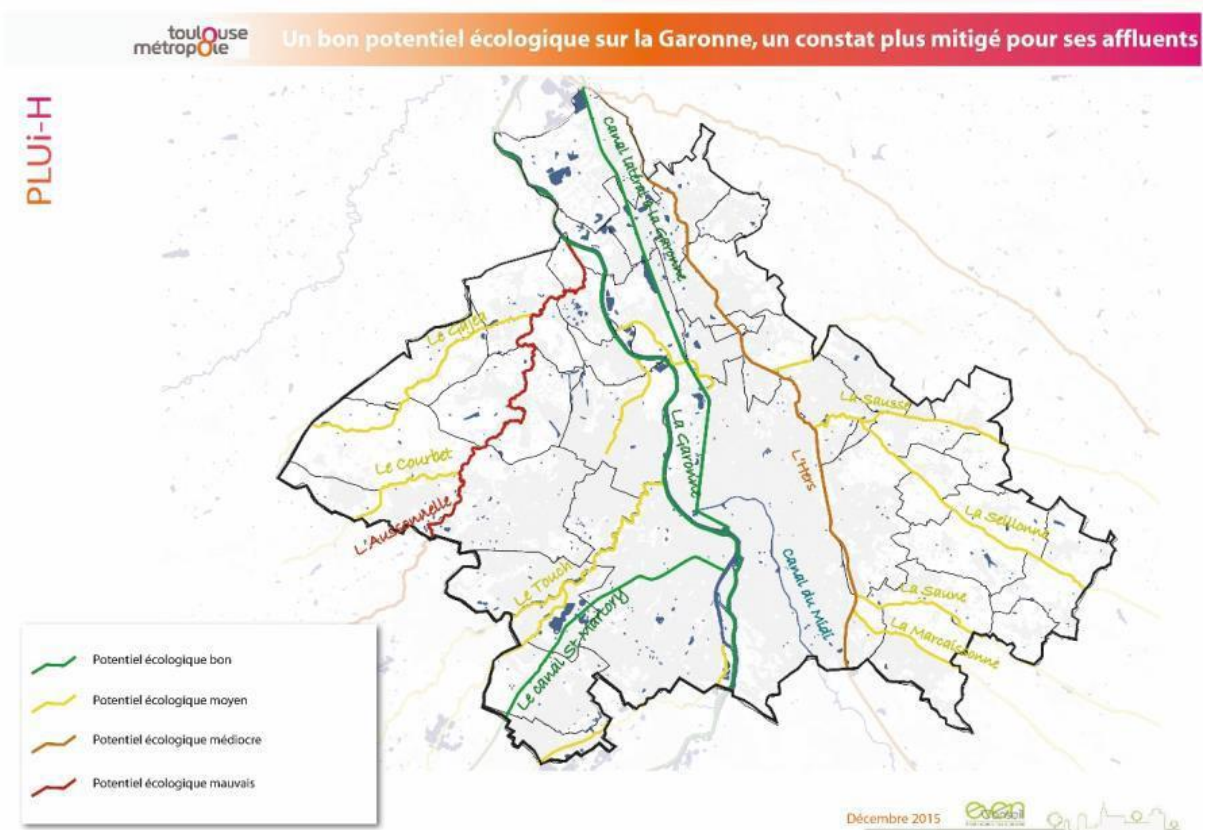 toulouse
métropole
Un bon potentiel écologique sur la Garonne, un constat plus mitigé pour ses affluents
PLUi-H
Canal latéral à la Garonne
Le Gajea
La Sausse
La Garonne
Le Courbet
L'Hers
L'Aussonnelle
La Seillonne
Canal du Midi
Le Touch
La Saune
La Marcaissonne
Le canal St Martory
Potentiel écologique bon
Potentiel écologique moyen
Potentiel écologique médiocre
Potentiel écologique mauvais
Décembre 2015
even
Conseil